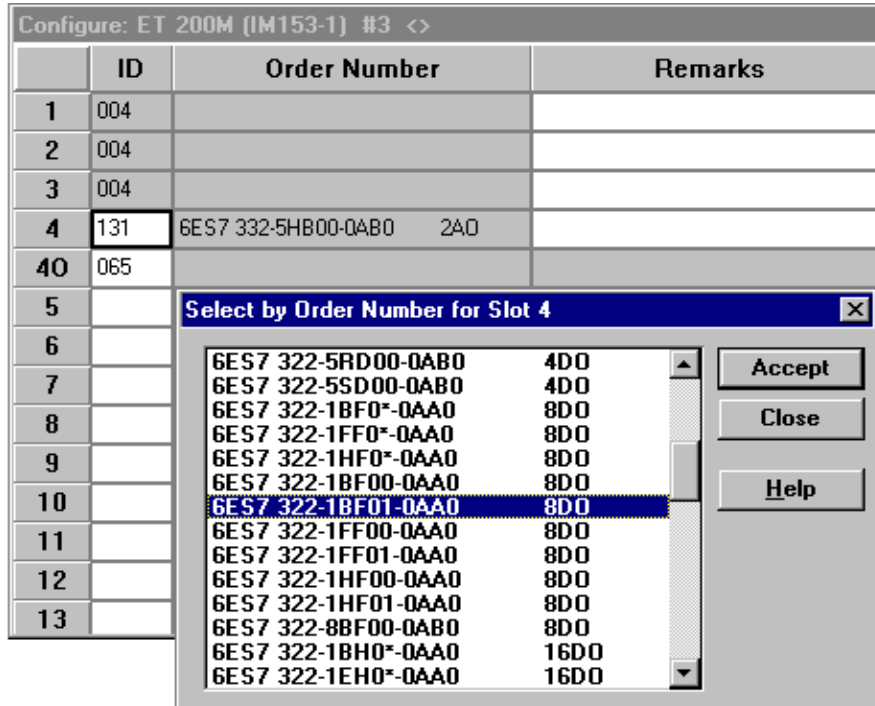 Configure: ET 200M (IM153-1) #3 <>
ID Order Number Remarks
1 004
2 004
3 004
4 131 6ES7 332-5HB00-0AB0 2AO
40 065
5
6
7
8
9
10
11
12
13
Select by Order Number for Slot 4
6ES7 322-5RD00-0AB0 4DO
6ES7 322-5SD00-0AB0 4DO
6ES7 322-1BF0*-0AA0 8DO
6ES7 322-1FF0*-0AA0 8DO
6ES7 322-1HF0*-0AA0 8DO
6ES7 322-1BF00-0AA0 8DO
6ES7 322-1BF01-0AA0 8DO
6ES7 322-1FF00-0AA0 8DO
6ES7 322-1FF01-0AA0 8DO
6ES7 322-1HF00-0AA0 8DO
6ES7 322-1HF01-0AA0 8DO
6ES7 322-8BF00-0AB0 8DO
6ES7 322-1BH0*-0AA0 16DO
6ES7 322-1EH0*-0AA0 16DO
Accept
Close
Help